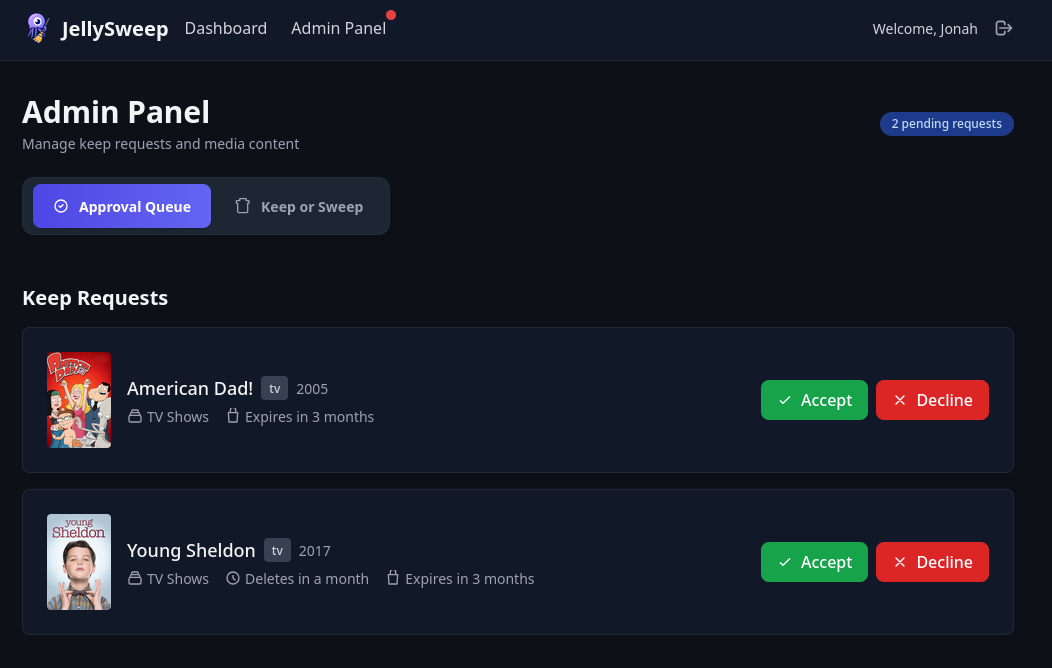 JellySweep Dashboard Admin Panel Welcome, Jonah
Admin Panel
2 pending requests
Manage keep requests and media content
Approval Queue Keep or Sweep
Keep Requests
AMERICAN DAD!
American Dad! tv 2005
TV Shows Expires in 3 months
Accept Decline
young
Sheldon
Young Sheldon tv 2017
TV Shows Deletes in a month Expires in 3 months
Accept Decline